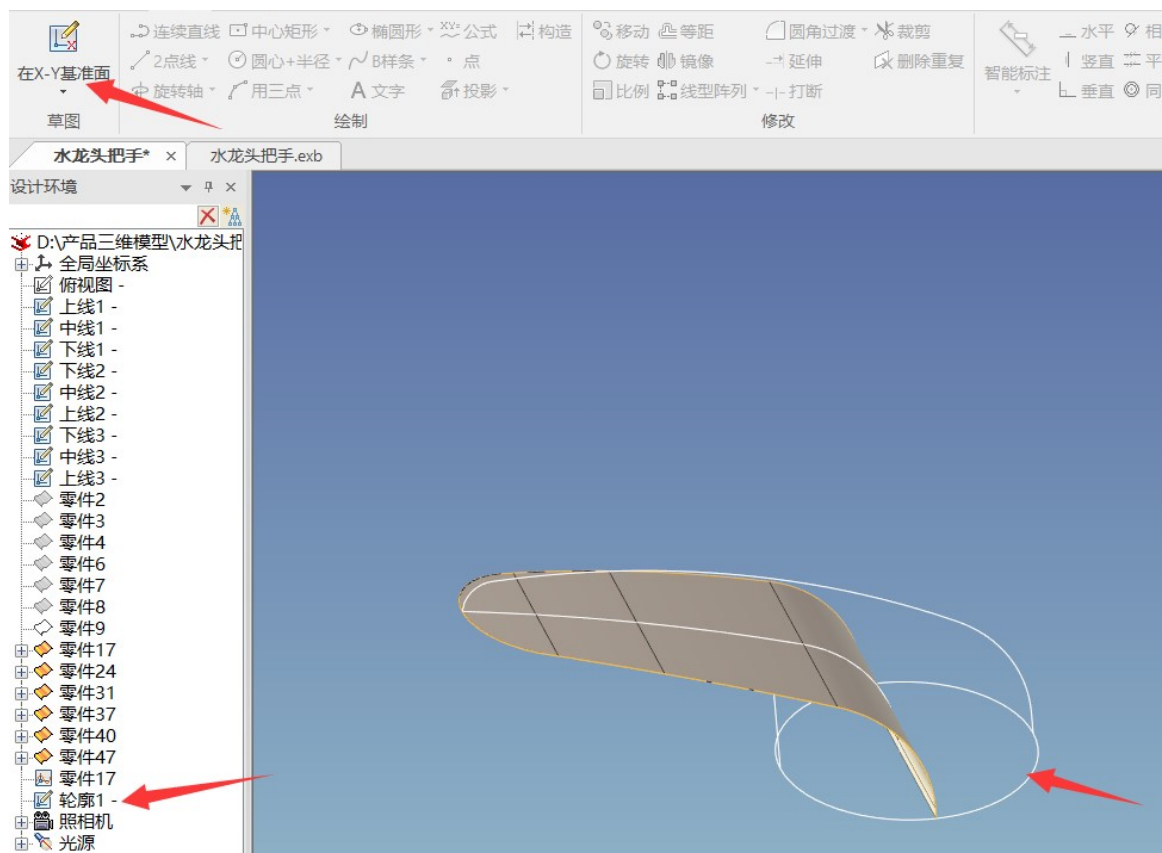 连续直线 中心矩形 椭圆形 XYZ= 公式 构造 移动 等距 圆角过渡 裁剪 水平
2点线 圆心+半径 B样条 点 旋转 镜像 延伸 删除重复 竖直
在X-Y基准面 旋转轴 用三点 A 文字 投影 比例 线型阵列 打断 智能标注 垂直
草图 绘制 修改
水龙头把手* × 水龙头把手.exb
设计环境
D:\产品三维模型\水龙头把
全局坐标系
俯视图 -
上线1 -
中线1 -
下线1 -
下线2 -
中线2 -
上线2 -
下线3 -
中线3 -
上线3 -
零件2
零件3
零件4
零件6
零件7
零件8
零件9
零件17
零件24
零件31
零件37
零件40
零件47
零件17
轮廓1 -
照相机
光源